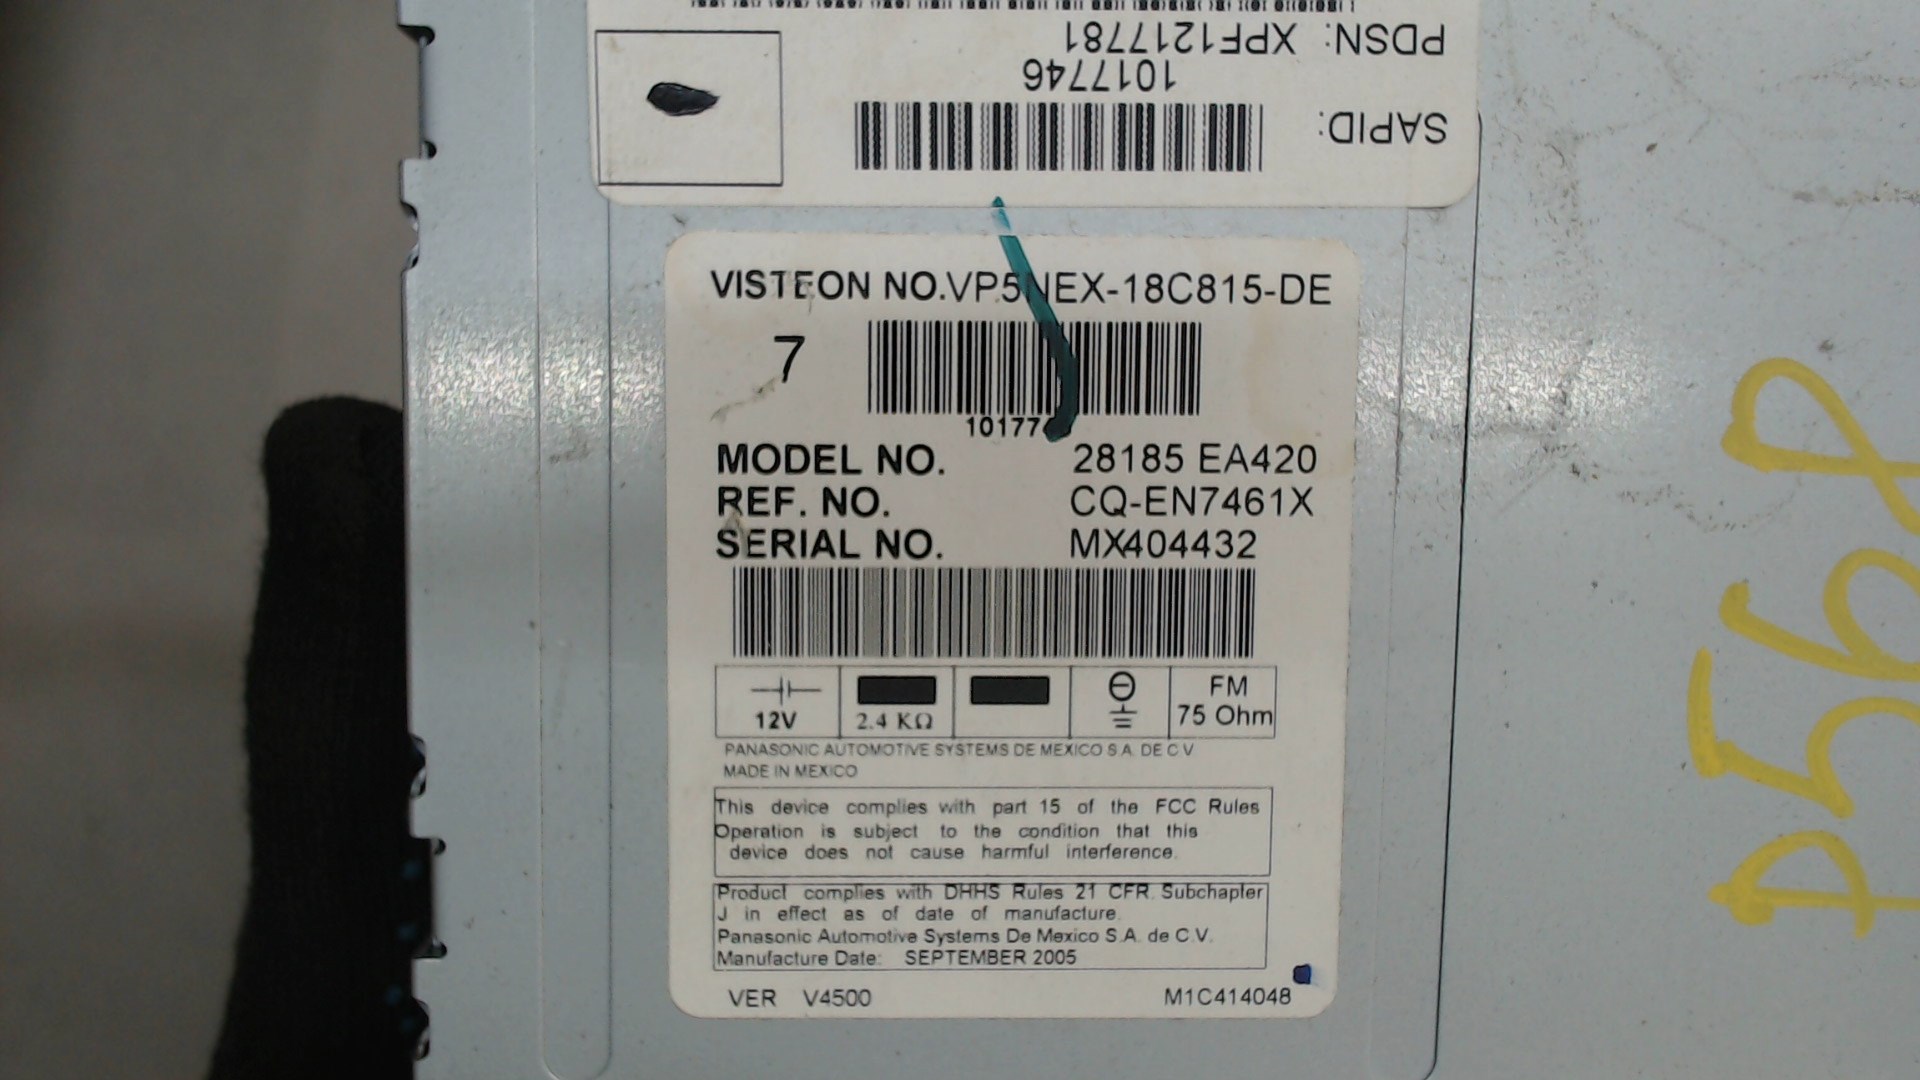 PDSN: XPF1217781
1017746
SAPID:
VISTEON NO.VP5NEX-18C815-DE
7
MODEL NO. 28185 EA420
REF. NO. CQ-EN7461X
SERIAL NO. MX404432
12V 2.4 KΩ FM 75 Ohm
PANASONIC AUTOMOTIVE SYSTEMS DE MEXICO S A. DE C V
MADE IN MEXICO
This device complies with part 15 of the FCC Rules
Operation is subject to the condition that this
device does not cause harmful interference.
Product complies with DHHS Rules 21 CFR. Subchapter
J in effect as of date of manufacture.
Panasonic Automotive Systems De Mexico S.A. de C.V.
Manufacture Date: SEPTEMBER 2005
VER V4500 M1C414048